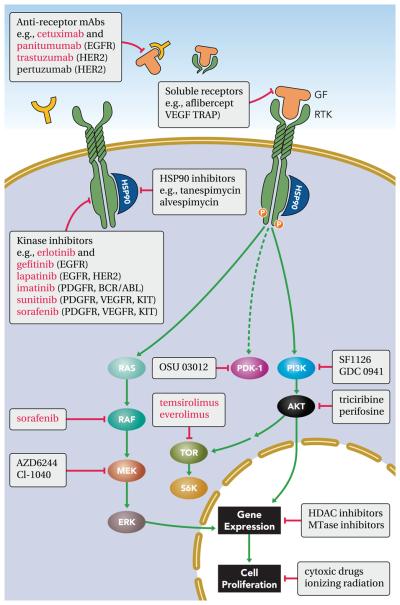 Anti-receptor mAbs
e.g., cetuximab and
panitumumab (EGFR)
trastuzumab (HER2)
pertuzumab (HER2)
Soluble receptors
e.g., aflibercept
VEGF TRAP)
GF
RTK
HSP90
HSP90 inhibitors
e.g., tanespimycin
alvespimycin
HSP90
P
P
Kinase inhibitors
e.g., erlotinib and
gefitinib (EGFR)
lapatinib (EGFR, HER2)
imatinib (PDGFR, BCR/ABL)
sunitinib (PDGFR, VEGFR, KIT)
sorafenib (PDGFR, VEGFR, KIT)
RAS
OSU 03012
PDK-1
PI3K
SF1126
GDC 0941
temsirolimus
everolimus
AKT
triciribine
perifosine
sorafenib
RAF
TOR
AZD6244
Cl-1040
MEK
S6K
ERK
Gene
Expression
HDAC inhibitors
MTase inhibitors
Cell
Proliferation
cytoxic drugs
ionizing radiation